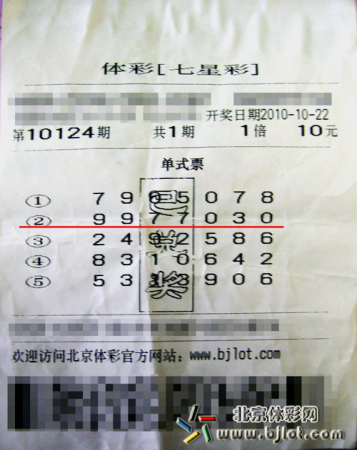 体彩[七星彩]
开奖日期2010-10-22
第10124期 共1期 1倍 10元
单式票
① 7 9 6 5 0 7 8
② 9 9 7 7 0 3 0
③ 2 4 9 2 5 8 6
④ 8 3 1 0 6 4 2
⑤ 5 3 3 9 0 6
已兑奖
欢迎访问北京体彩官方网站：www.bjlot.com
北京体彩网
www.bjlot.com